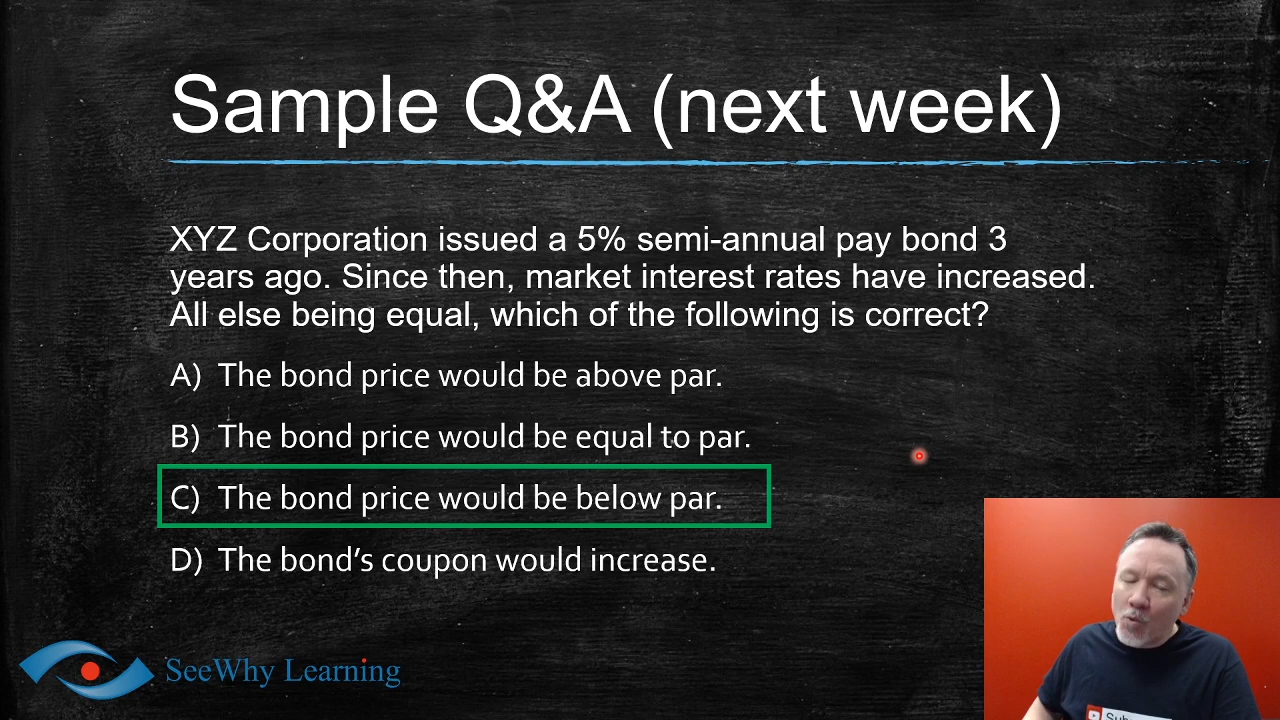 Sample Q&A (next week)
XYZ Corporation issued a 5% semi-annual pay bond 3
years ago. Since then, market interest rates have increased.
All else being equal, which of the following is correct?
A) The bond price would be above par.
B) The bond price would be equal to par.
C) The bond price would be below par.
D) The bond's coupon would increase.
SeeWhy Learning